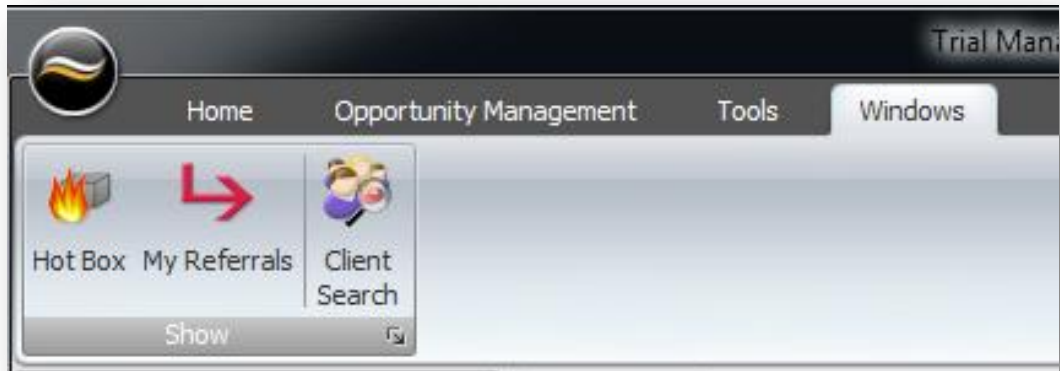 Trial Mana
Home Opportunity Management Tools Windows
Hot Box My Referrals Client
Search
Show